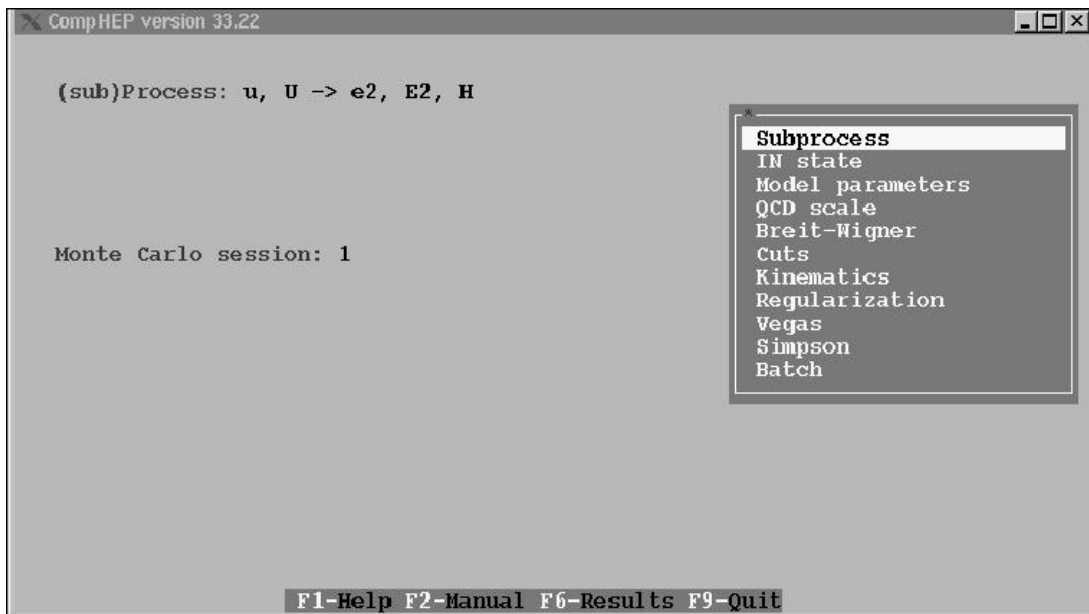 CompHEP version 33.22
(sub)Process: u, U -> e2, E2, H
*
Subprocess
IN state
Model parameters
QCD scale
Breit-Wigner
Cuts
Kinematics
Regularization
Vegas
Simpson
Batch
Monte Carlo session: 1
F1-Help F2-Manual F6-Results F9-Quit